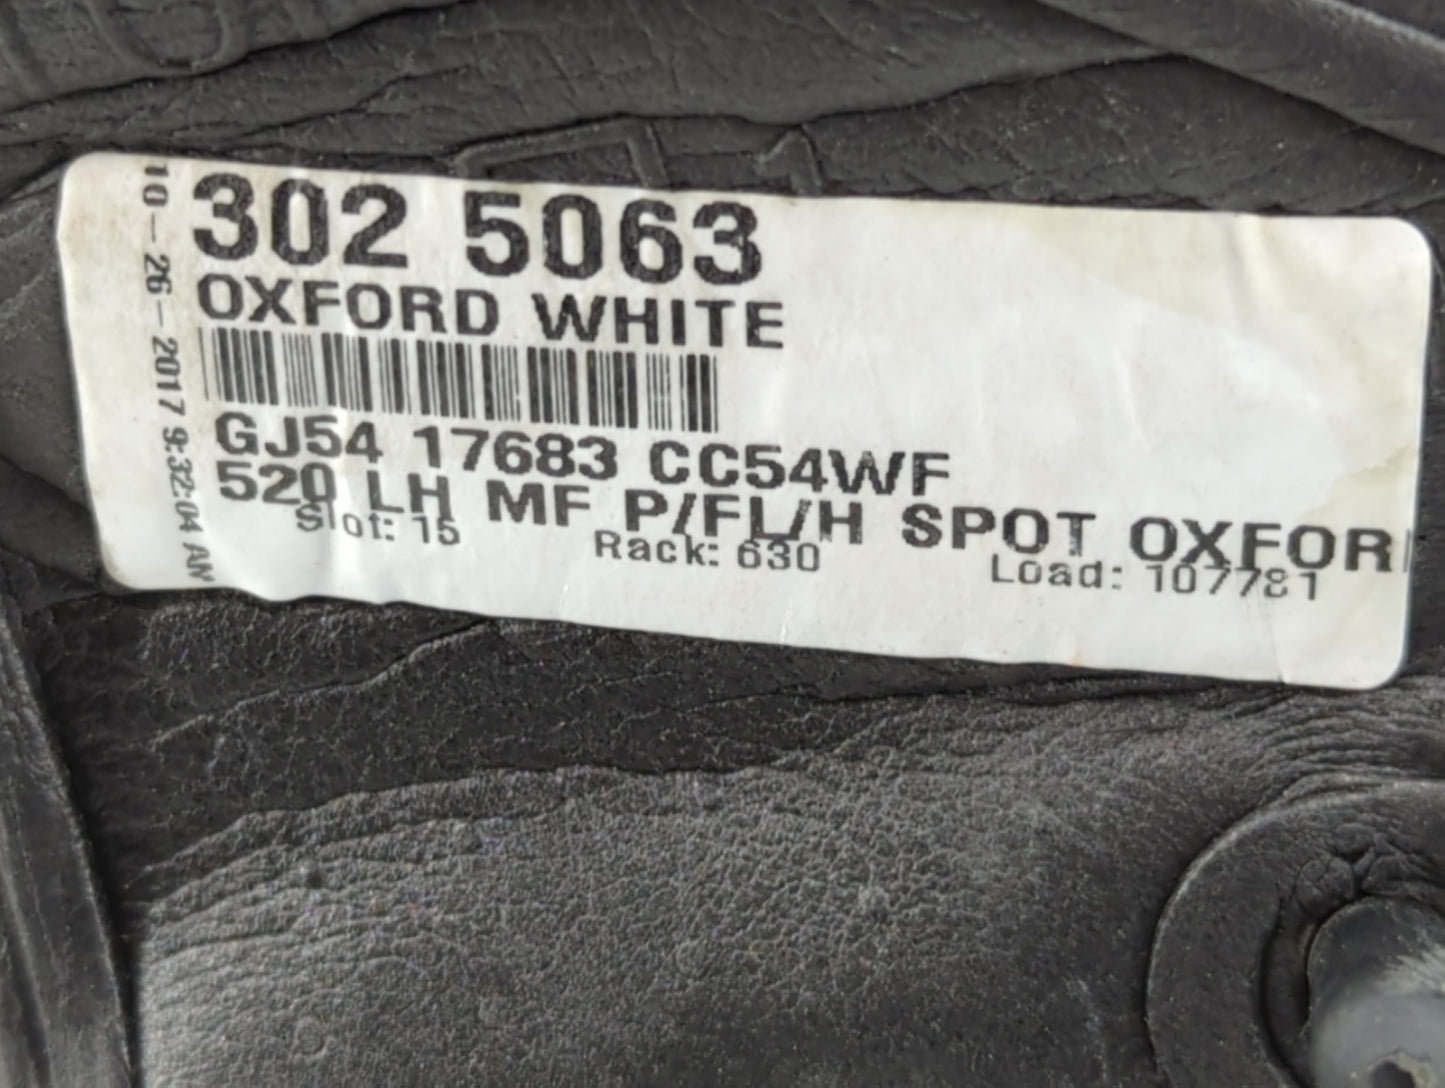 10-26-2017 9:32:04 AM
302 5063
OXFORD WHITE
GJ54 17683 CC54WF
520 LH MF P/FL/H SPOT OXFOR
Slot: 15 Rack: 630 Load: 107781